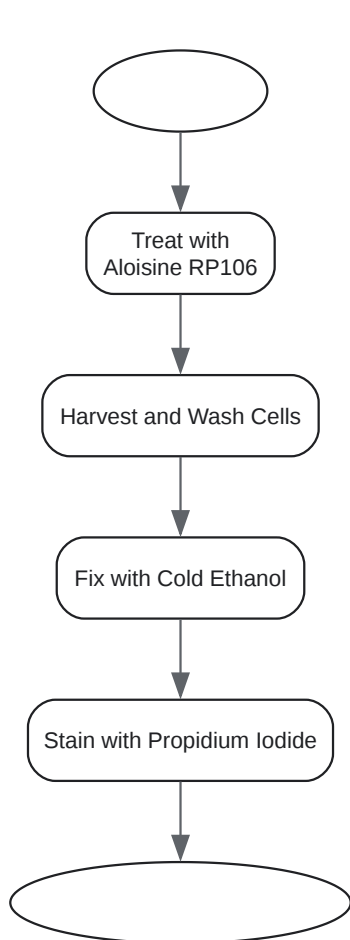 Treat with
Aloisine RP106
Harvest and Wash Cells
Fix with Cold Ethanol
Stain with Propidium Iodide